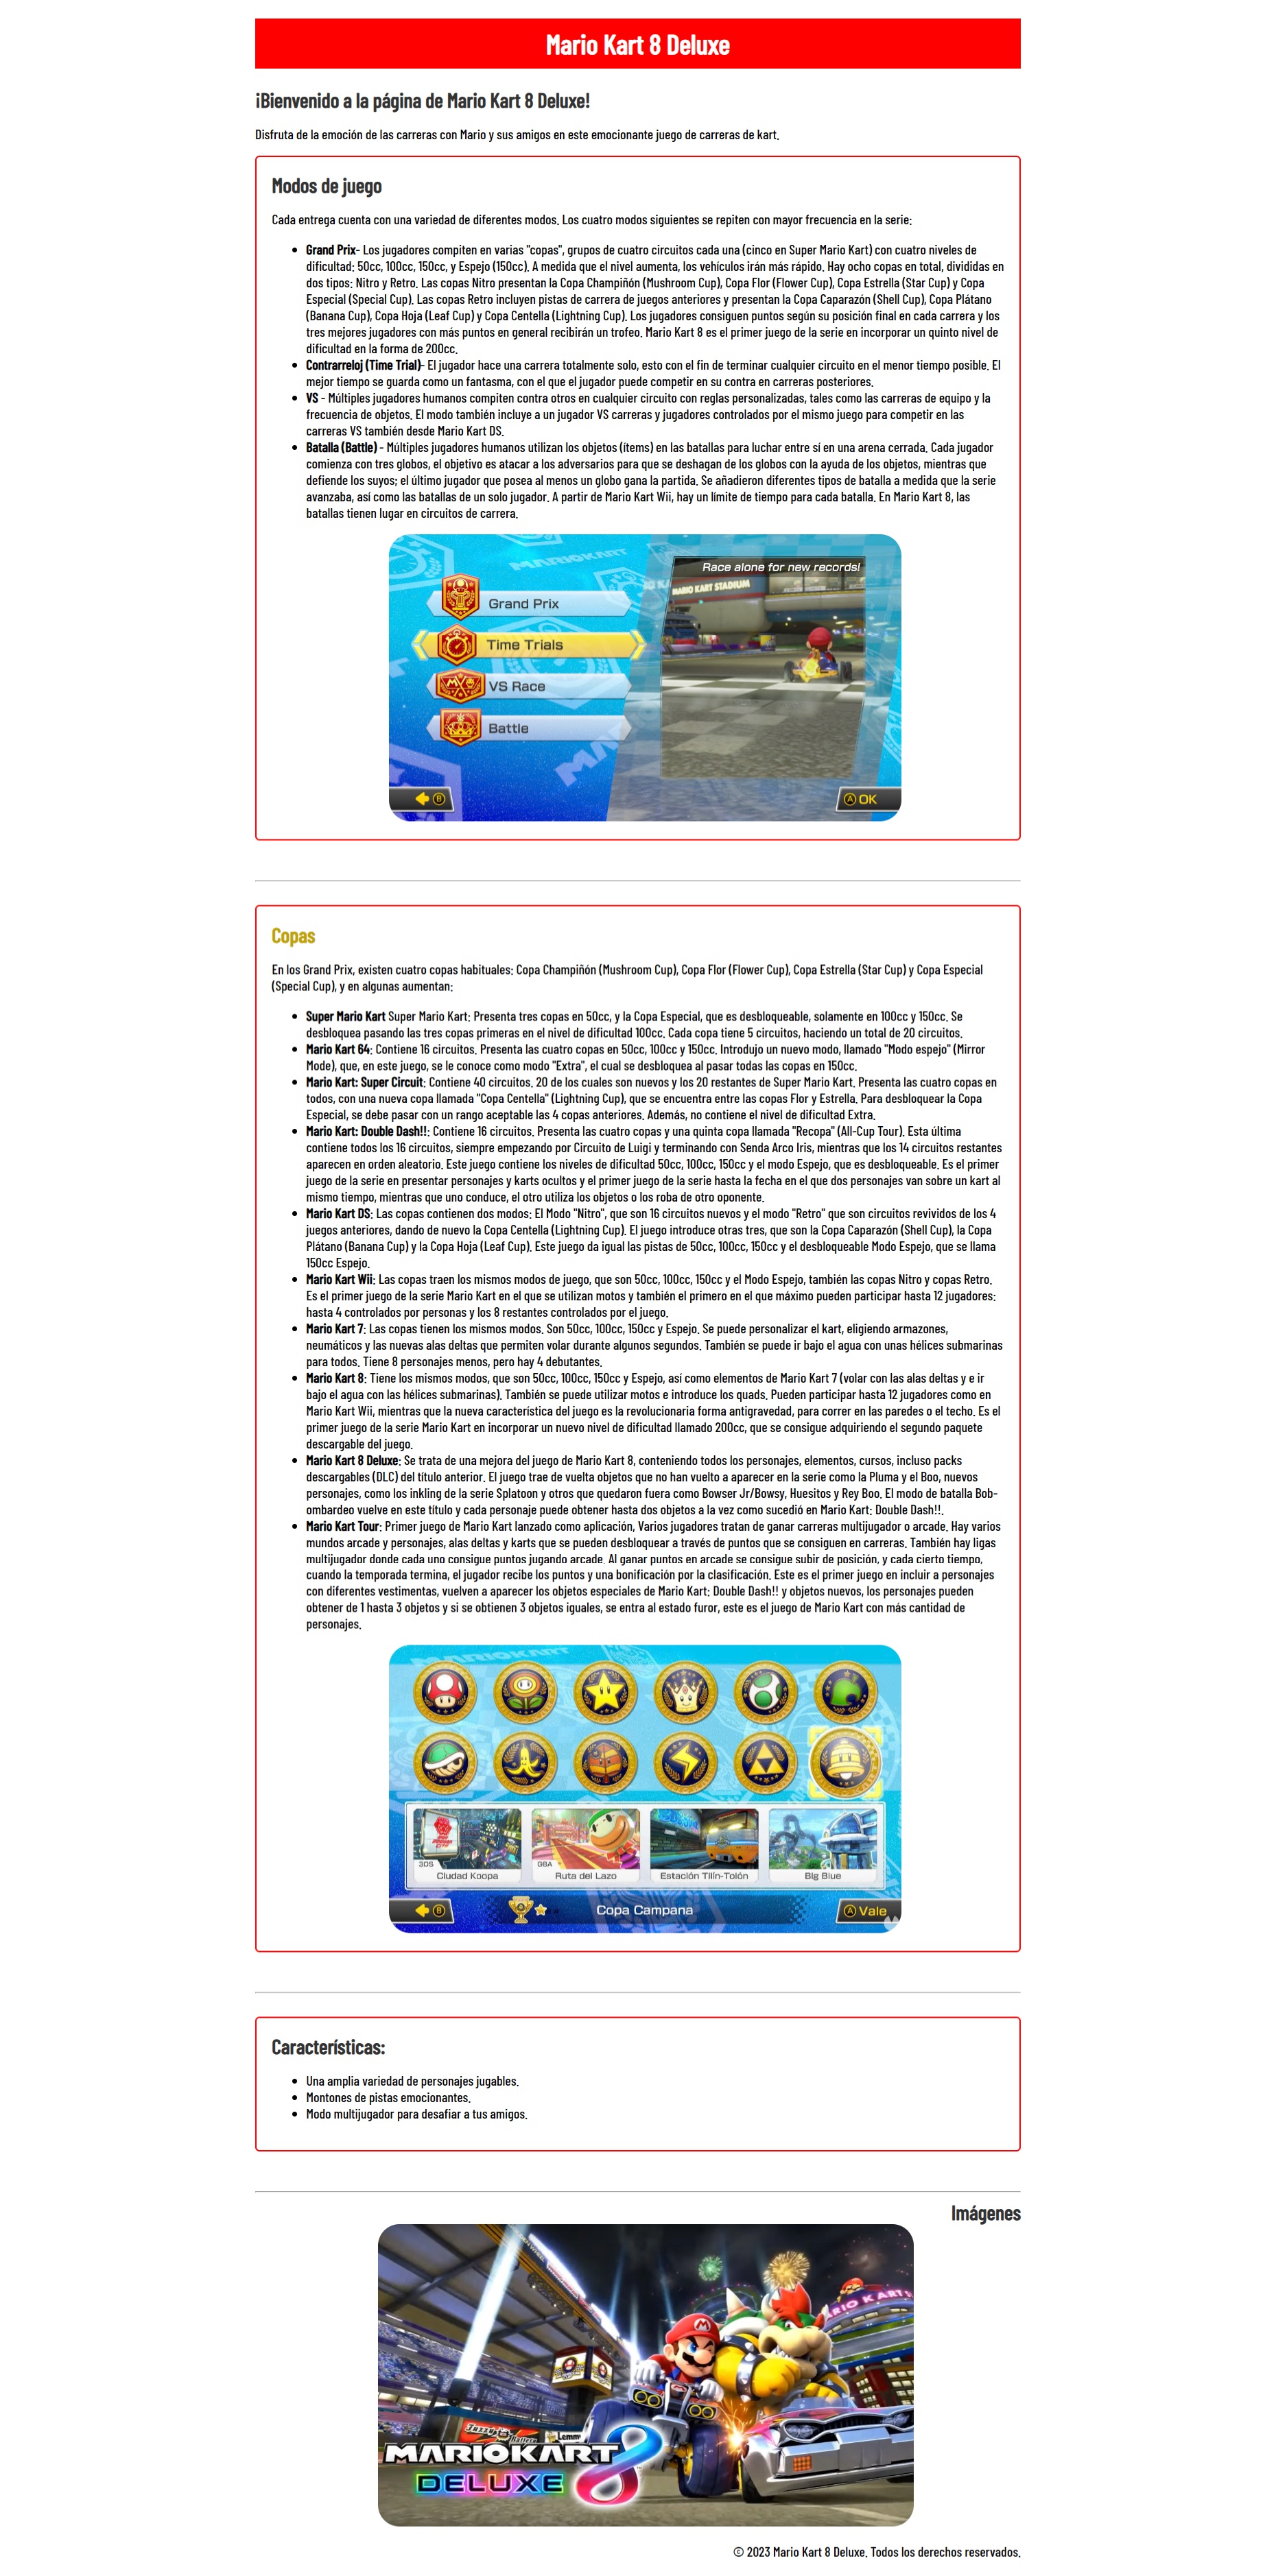 Mario Kart 8 Deluxe
¡Bienvenido a la página de Mario Kart 8 Deluxe!
Disfruta de la emoción de las carreras con Mario y sus amigos en este emocionante juego de carreras de kart.
Modos de juego
Cada entrega cuenta con una variedad de diferentes modos. Los cuatro modos siguientes se repiten con mayor frecuencia en la serie:
• Grand Prix- Los jugadores compiten en varias "copas", grupos de cuatro circuitos cada una (cinco en Super Mario Kart) con cuatro niveles de
dificultad: 50cc, 100cc, 150cc, y Espejo (150cc). A medida que el nivel aumenta, los vehículos irán más rápido. Hay ocho copas en total, divididas en
dos tipos: Nitro y Retro. Las copas Nitro presentan la Copa Champiñón (Mushroom Cup), Copa Flor (Flower Cup), Copa Estrella (Star Cup) y Copa
Especial (Special Cup). Las copas Retro incluyen pistas de carrera de juegos anteriores y presentan la Copa Caparazón (Shell Cup), Copa Plátano
(Banana Cup), Copa Hoja (Leaf Cup) y Copa Centella (Lightning Cup). Los jugadores consiguen puntos según su posición final en cada carrera y los
tres mejores jugadores con más puntos en general recibirán un trofeo. Mario Kart 8 es el primer juego de la serie en incorporar un quinto nivel de
dificultad en la forma de 200cc.
• Contrarreloj (Time Trial)- El jugador hace una carrera totalmente solo, esto con el fin de terminar cualquier circuito en el menor tiempo posible. El
mejor tiempo se guarda como un fantasma, con el que el jugador puede competir en su contra en carreras posteriores.
• VS - Múltiples jugadores humanos compiten contra otros en cualquier circuito con reglas personalizadas, tales como las carreras de equipo y la
frecuencia de objetos. El modo también incluye a un jugador VS carreras y jugadores controlados por el mismo juego para competir en las
carreras VS también desde Mario Kart DS.
• Batalla (Battle) - Múltiples jugadores humanos utilizan los objetos (ítems) en las batallas para luchar entre sí en una arena cerrada. Cada jugador
comienza con tres globos, el objetivo es atacar a los adversarios para que se deshagan de los globos con la ayuda de los objetos, mientras que
defiende los suyos; el último jugador que posea al menos un globo gana la partida. Se añadieron diferentes tipos de batalla a medida que la serie
avanzaba, así como las batallas de un solo jugador. A partir de Mario Kart Wii, hay un límite de tiempo para cada batalla. En Mario Kart 8, las
batallas tienen lugar en circuitos de carrera.
MARIOKART
Race alone for new records!
MARIO KART STADIUM
Grand Prix
Time Trials
VS Race
Battle
B
A OK
Copas
En los Grand Prix, existen cuatro copas habituales: Copa Champiñón (Mushroom Cup), Copa Flor (Flower Cup), Copa Estrella (Star Cup) y Copa Especial
(Special Cup), y en algunas aumentan:
• Super Mario Kart Super Mario Kart: Presenta tres copas en 50cc, y la Copa Especial, que es desbloqueable, solamente en 100cc y 150cc. Se
desbloquea pasando las tres copas primeras en el nivel de dificultad 100cc. Cada copa tiene 5 circuitos, haciendo un total de 20 circuitos.
• Mario Kart 64: Contiene 16 circuitos. Presenta las cuatro copas en 50cc, 100cc y 150cc. Introdujo un nuevo modo, llamado "Modo espejo" (Mirror
Mode), que, en este juego, se le conoce como modo "Extra", el cual se desbloquea al pasar todas las copas en 150cc.
• Mario Kart: Super Circuit: Contiene 40 circuitos. 20 de los cuales son nuevos y los 20 restantes de Super Mario Kart. Presenta las cuatro copas en
todos, con una nueva copa llamada "Copa Centella" (Lightning Cup), que se encuentra entre las copas Flor y Estrella. Para desbloquear la Copa
Especial, se debe pasar con un rango aceptable las 4 copas anteriores. Además, no contiene el nivel de dificultad Extra.
• Mario Kart: Double Dash!!: Contiene 16 circuitos. Presenta las cuatro copas y una quinta copa llamada "Recopa" (All-Cup Tour). Esta última
contiene todos los 16 circuitos, siempre empezando por Circuito de Luigi y terminando con Senda Arco Iris, mientras que los 14 circuitos restantes
aparecen en orden aleatorio. Este juego contiene los niveles de dificultad 50cc, 100cc, 150cc y el modo Espejo, que es desbloqueable. Es el primer
juego de la serie en presentar personajes y karts ocultos y el primer juego de la serie hasta la fecha en el que dos personajes van sobre un kart al
mismo tiempo, mientras que uno conduce, el otro utiliza los objetos o los roba de otro oponente.
• Mario Kart DS: Las copas contienen dos modos: El Modo "Nitro", que son 16 circuitos nuevos y el modo "Retro" que son circuitos revividos de los 4
juegos anteriores, dando de nuevo la Copa Centella (Lightning Cup). El juego introduce otras tres, que son la Copa Caparazón (Shell Cup), la Copa
Plátano (Banana Cup) y la Copa Hoja (Leaf Cup). Este juego da igual las pistas de 50cc, 100cc, 150cc y el desbloqueable Modo Espejo, que se llama
150cc Espejo.
• Mario Kart Wii: Las copas traen los mismos modos de juego, que son 50cc, 100cc, 150cc y el Modo Espejo, también las copas Nitro y copas Retro.
Es el primer juego de la serie Mario Kart en el que se utilizan motos y también el primero en el que máximo pueden participar hasta 12 jugadores:
hasta 4 controlados por personas y los 8 restantes controlados por el juego.
• Mario Kart 7: Las copas tienen los mismos modos. Son 50cc, 100cc, 150cc y Espejo. Se puede personalizar el kart, eligiendo armazones,
neumáticos y las nuevas alas deltas que permiten volar durante algunos segundos. También se puede ir bajo el agua con unas hélices submarinas
para todos. Tiene 8 personajes menos, pero hay 4 debutantes.
• Mario Kart 8: Tiene los mismos modos, que son 50cc, 100cc, 150cc y Espejo, así como elementos de Mario Kart 7 (volar con las alas deltas y e ir
bajo el agua con las hélices submarinas). También se puede utilizar motos e introduce los quads. Pueden participar hasta 12 jugadores como en
Mario Kart Wii, mientras que la nueva característica del juego es la revolucionaria forma antigravedad, para correr en las paredes o el techo. Es el
primer juego de la serie Mario Kart en incorporar un nuevo nivel de dificultad llamado 200cc, que se consigue adquiriendo el segundo paquete
descargable del juego.
• Mario Kart 8 Deluxe: Se trata de una mejora del juego de Mario Kart 8, conteniendo todos los personajes, elementos, cursos, incluso packs
descargables (DLC) del título anterior. El juego trae de vuelta objetos que no han vuelto a aparecer en la serie como la Pluma y el Boo, nuevos
personajes, como los inkling de la serie Splatoon y otros que quedaron fuera como Bowser Jr/Bowsy, Huesitos y Rey Boo. El modo de batalla Bob-
ombardeo vuelve en este título y cada personaje puede obtener hasta dos objetos a la vez como sucedió en Mario Kart: Double Dash!!.
• Mario Kart Tour: Primer juego de Mario Kart lanzado como aplicación, Varios jugadores tratan de ganar carreras multijugador o arcade. Hay varios
mundos arcade y personajes, alas deltas y karts que se pueden desbloquear a través de puntos que se consiguen en carreras. También hay ligas
multijugador donde cada uno consigue puntos jugando arcade. Al ganar puntos en arcade se consigue subir de posición, y cada cierto tiempo,
cuando la temporada termina, el jugador recibe los puntos y una bonificación por la clasificación. Este es el primer juego en incluir a personajes
con diferentes vestimentas, vuelven a aparecer los objetos especiales de Mario Kart: Double Dash!! y objetos nuevos, los personajes pueden
obtener de 1 hasta 3 objetos y si se obtienen 3 objetos iguales, se entra al estado furor, este es el juego de Mario Kart con más cantidad de
personajes.
MARIOKART
3DS
Ciudad Koopa
GBA
Ruta del Lazo
Estación Tilín-Tolón
Big Blue
B
Copa Campana
A Vale
Características:
• Una amplia variedad de personajes jugables.
• Montones de pistas emocionantes.
• Modo multijugador para desafiar a tus amigos.
Imágenes
MARIOKART 8
DELUXE
© 2023 Mario Kart 8 Deluxe. Todos los derechos reservados.